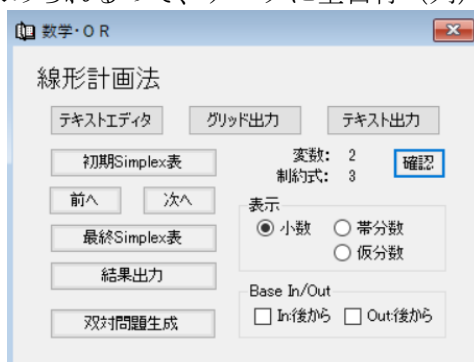 数学・OR
線形計画法
テキストエディタ グリッド出力 テキスト出力
初期Simplex表
変数: 2
制約式: 3
確認
前へ 次へ
最終Simplex表
結果出力
双対問題生成
表示
小数 帯分数
仮分数
Base In/Out
In:後から Out:後から